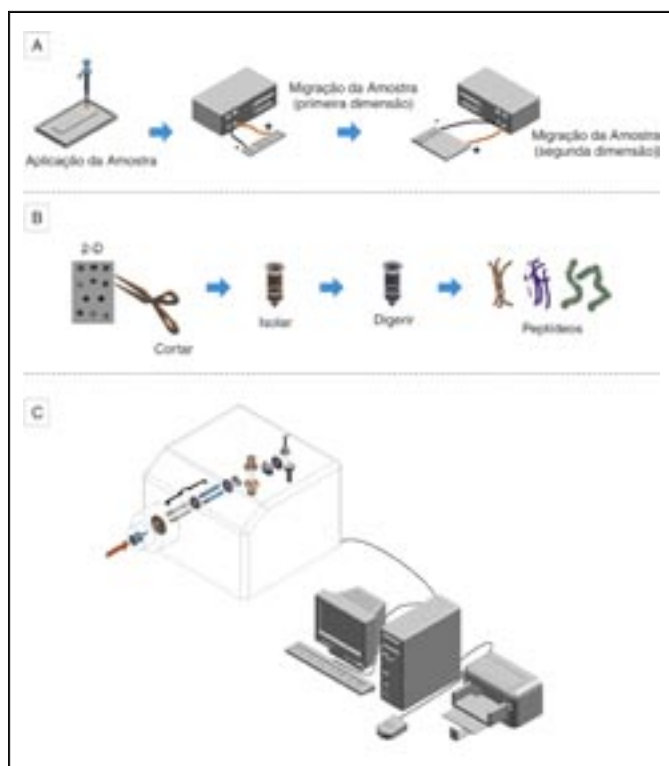 A
Aplicação da Amostra
Migração da Amostra
(primeira dimensão)
Migração da Amostra
(segunda dimensão)
- +
- +
B
2-D
Cortar
Isolar
Digerir
Peptídeos
C